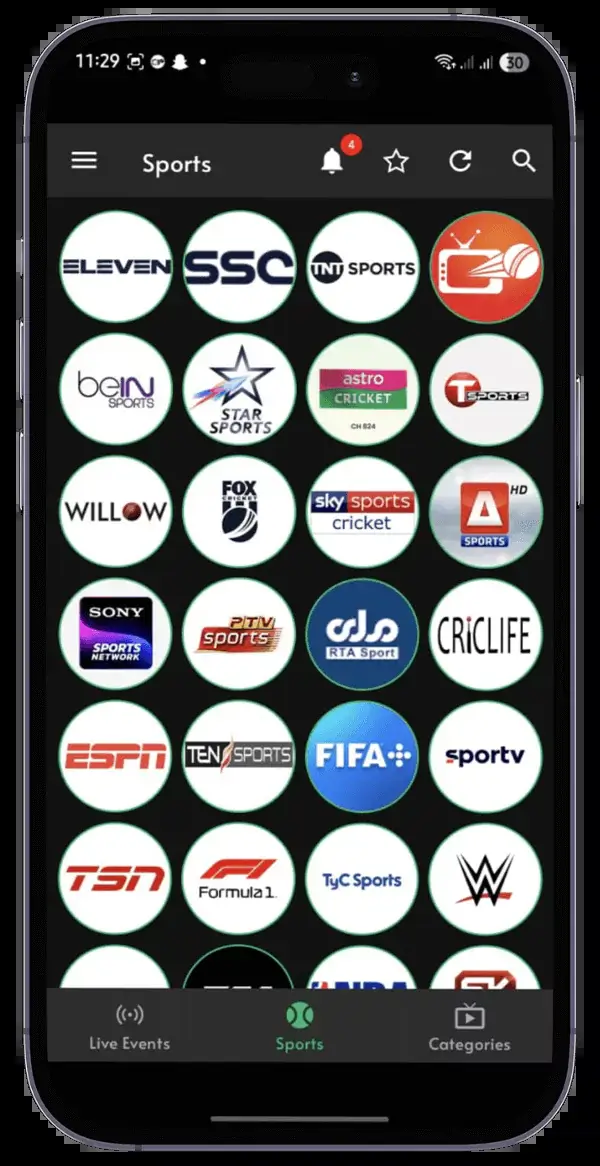 11:29
30
Sports
4
ELEVEN
SSC
TNT SPORTS
beIN
SPORTS
STAR
SPORTS
astro
CRICKET
CH 824
T SPORTS
WILLOW
FOX
CRICKET
sky sports
cricket
A
HD
SPORTS
SONY
SPORTS
NETWORK
PTV
sports
RTA Sport
CRICLIFE
ESPN
TEN SPORTS
FIFA+
sportv
TSN
Formula 1
TyC Sports
W
NBA
SK
Live Events
Sports
Categories